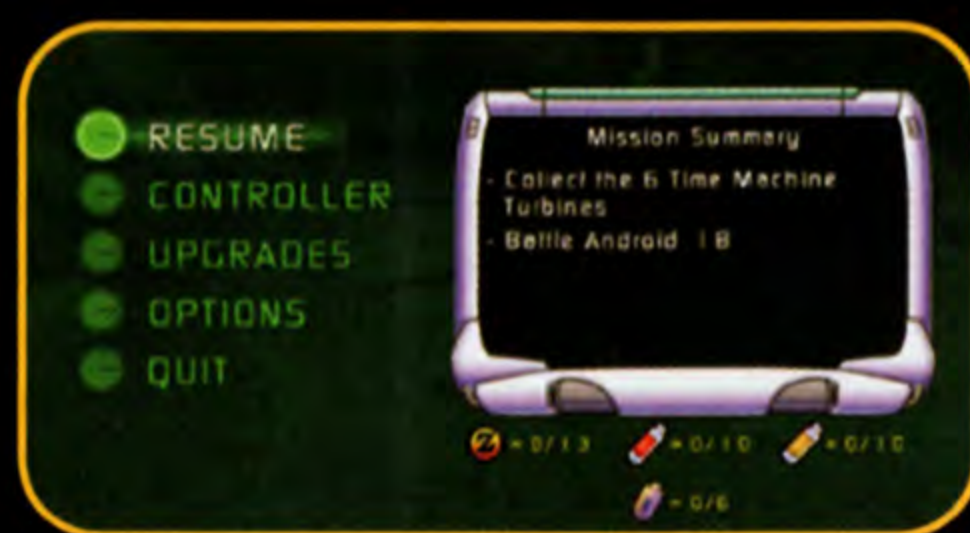 RESUME
CONTROLLER
UPGRADES
OPTIONS
QUIT
Mission Summary
- Collect the 6 Time Machine
Turbines
- Battle Android 18
= 0/13 = 0/10 = 0/10
= 0/6